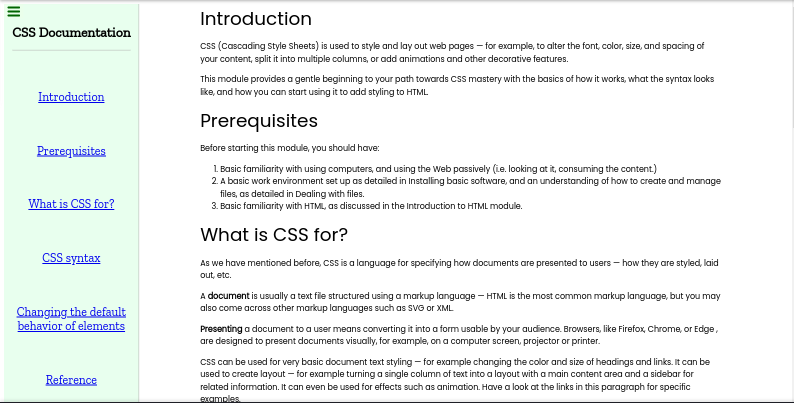 CSS Documentation
Introduction
Prerequisites
What is CSS for?
CSS syntax
Changing the default
behavior of elements
Reference
Introduction
CSS (Cascading Style Sheets) is used to style and lay out web pages — for example, to alter the font, color, size, and spacing of
your content, split it into multiple columns, or add animations and other decorative features.
This module provides a gentle beginning to your path towards CSS mastery with the basics of how it works, what the syntax looks
like, and how you can start using it to add styling to HTML.
Prerequisites
Before starting this module, you should have:
1. Basic familiarity with using computers, and using the Web passively (i.e. looking at it, consuming the content.)
2. A basic work environment set up as detailed in Installing basic software, and an understanding of how to create and manage
files, as detailed in Dealing with files.
3. Basic familiarity with HTML, as discussed in the Introduction to HTML module.
What is CSS for?
As we have mentioned before, CSS is a language for specifying how documents are presented to users — how they are styled, laid
out, etc.
A document is usually a text file structured using a markup language — HTML is the most common markup language, but you may
also come across other markup languages such as SVG or XML.
Presenting a document to a user means converting it into a form usable by your audience. Browsers, like Firefox, Chrome, or Edge ,
are designed to present documents visually, for example, on a computer screen, projector or printer.
CSS can be used for very basic document text styling — for example changing the color and size of headings and links. It can be
used to create layout — for example turning a single column of text into a layout with a main content area and a sidebar for
related information. It can even be used for effects such as animation. Have a look at the links in this paragraph for specific
examples.